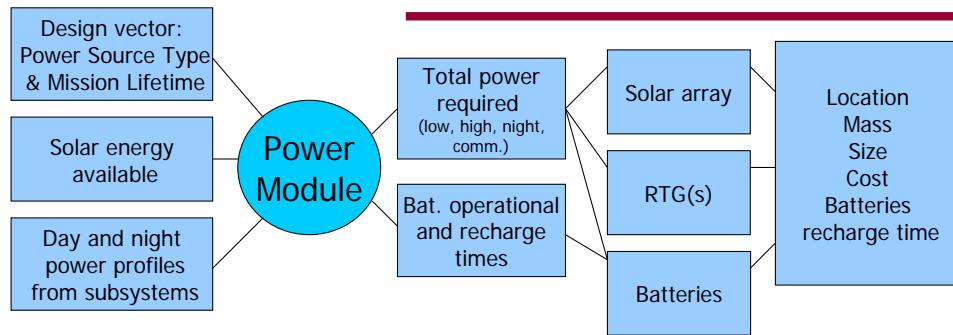 Design vector:
Power Source Type
& Mission Lifetime
Solar energy
available
Day and night
power profiles
from subsystems
Power
Module
Total power
required
(low, high, night,
comm.)
Bat. operational
and recharge
times
Solar array
RTG(s)
Batteries
Location
Mass
Size
Cost
Batteries
recharge time